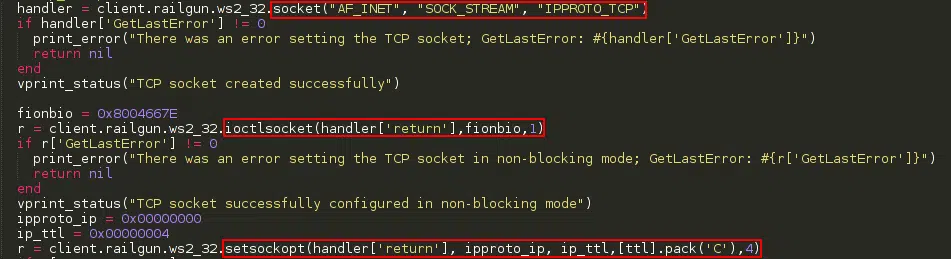 handler = client.railgun.ws2_32.socket("AF_INET", "SOCK_STREAM", "IPPROTO_TCP")
if handler['GetLastError'] != 0
print_error("There was an error setting the TCP socket; GetLastError: #{handler['GetLastError']}")
return nil
end
vprint_status("TCP socket created successfully")
fionbio = 0x8004667E
r = client.railgun.ws2_32.ioctlsocket(handler['return'],fionbio,1)
if r['GetLastError'] != 0
print_error("There was an error setting the TCP socket in non-blocking mode; GetLastError: #{r['GetLastError']}")
return nil
end
vprint_status("TCP socket successfully configured in non-blocking mode")
ipproto_ip = 0x00000000
ip_ttl = 0x00000004
r = client.railgun.ws2_32.setsockopt(handler['return'], ipproto_ip, ip_ttl,[ttl].pack('C'),4)